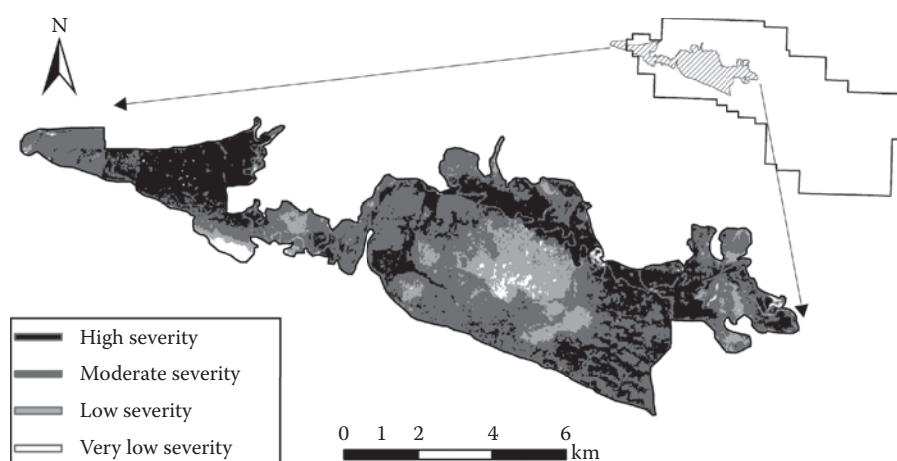 N
High severity
Moderate severity
Low severity
Very low severity
0 1 2 4 6
km